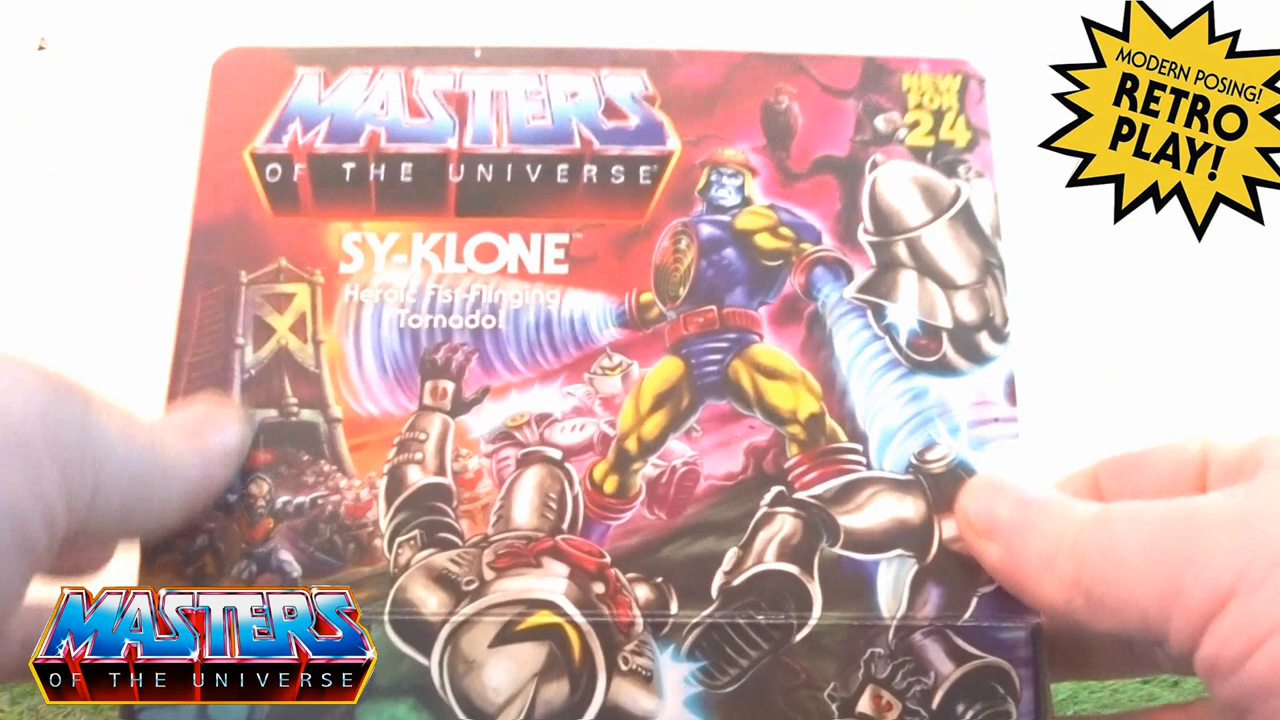 MASTERS
OF THE UNIVERSE
NEW
FOR
24
SY-KLONE™
Heroic Fist-Flinging
Tornado!
MODERN POSING!
RETRO
PLAY!
MASTERS
OF THE UNIVERSE